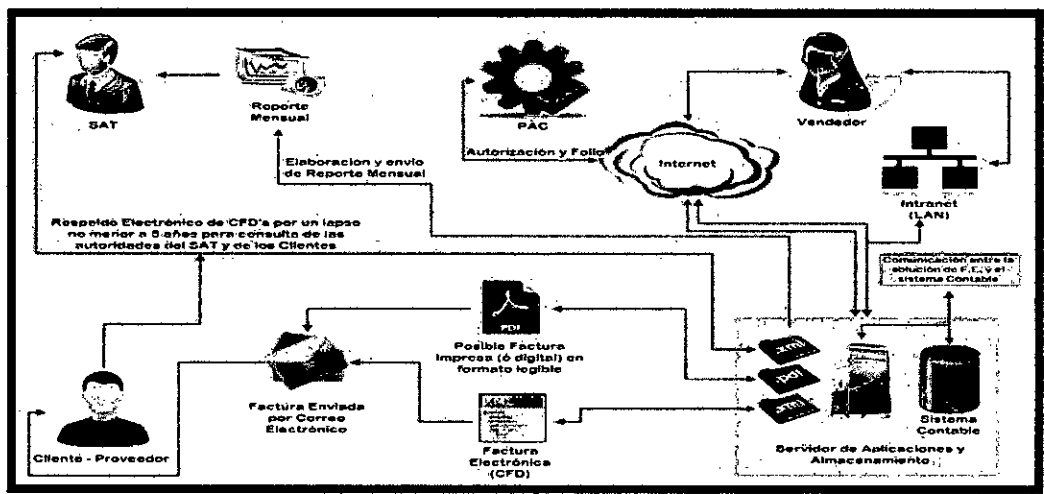 SAT
Reporte
Mensual
PAC
Vendedor
Autorización y Folio
Internet
Elaboración y envio
de Reporte Mensual
Intranet
(LAN)
Respaldo Electrónico de CFD's por un lapso
no menor a 5 años para consulta de las
autoridades del SAT y de los Clientes
Comunicación entre la
solución de F.E. y el
sistema Contable
PDF
Posible Factura
Impresa (ó digital) en
formato legible
.xml
.pdf
.xml
Factura Enviada
por Correo
Electrónico
Sistema
Contable
Cliente - Proveedor
Factura
Electrónica
(CFD)
Servidor de Aplicaciones y
Almacenamiento